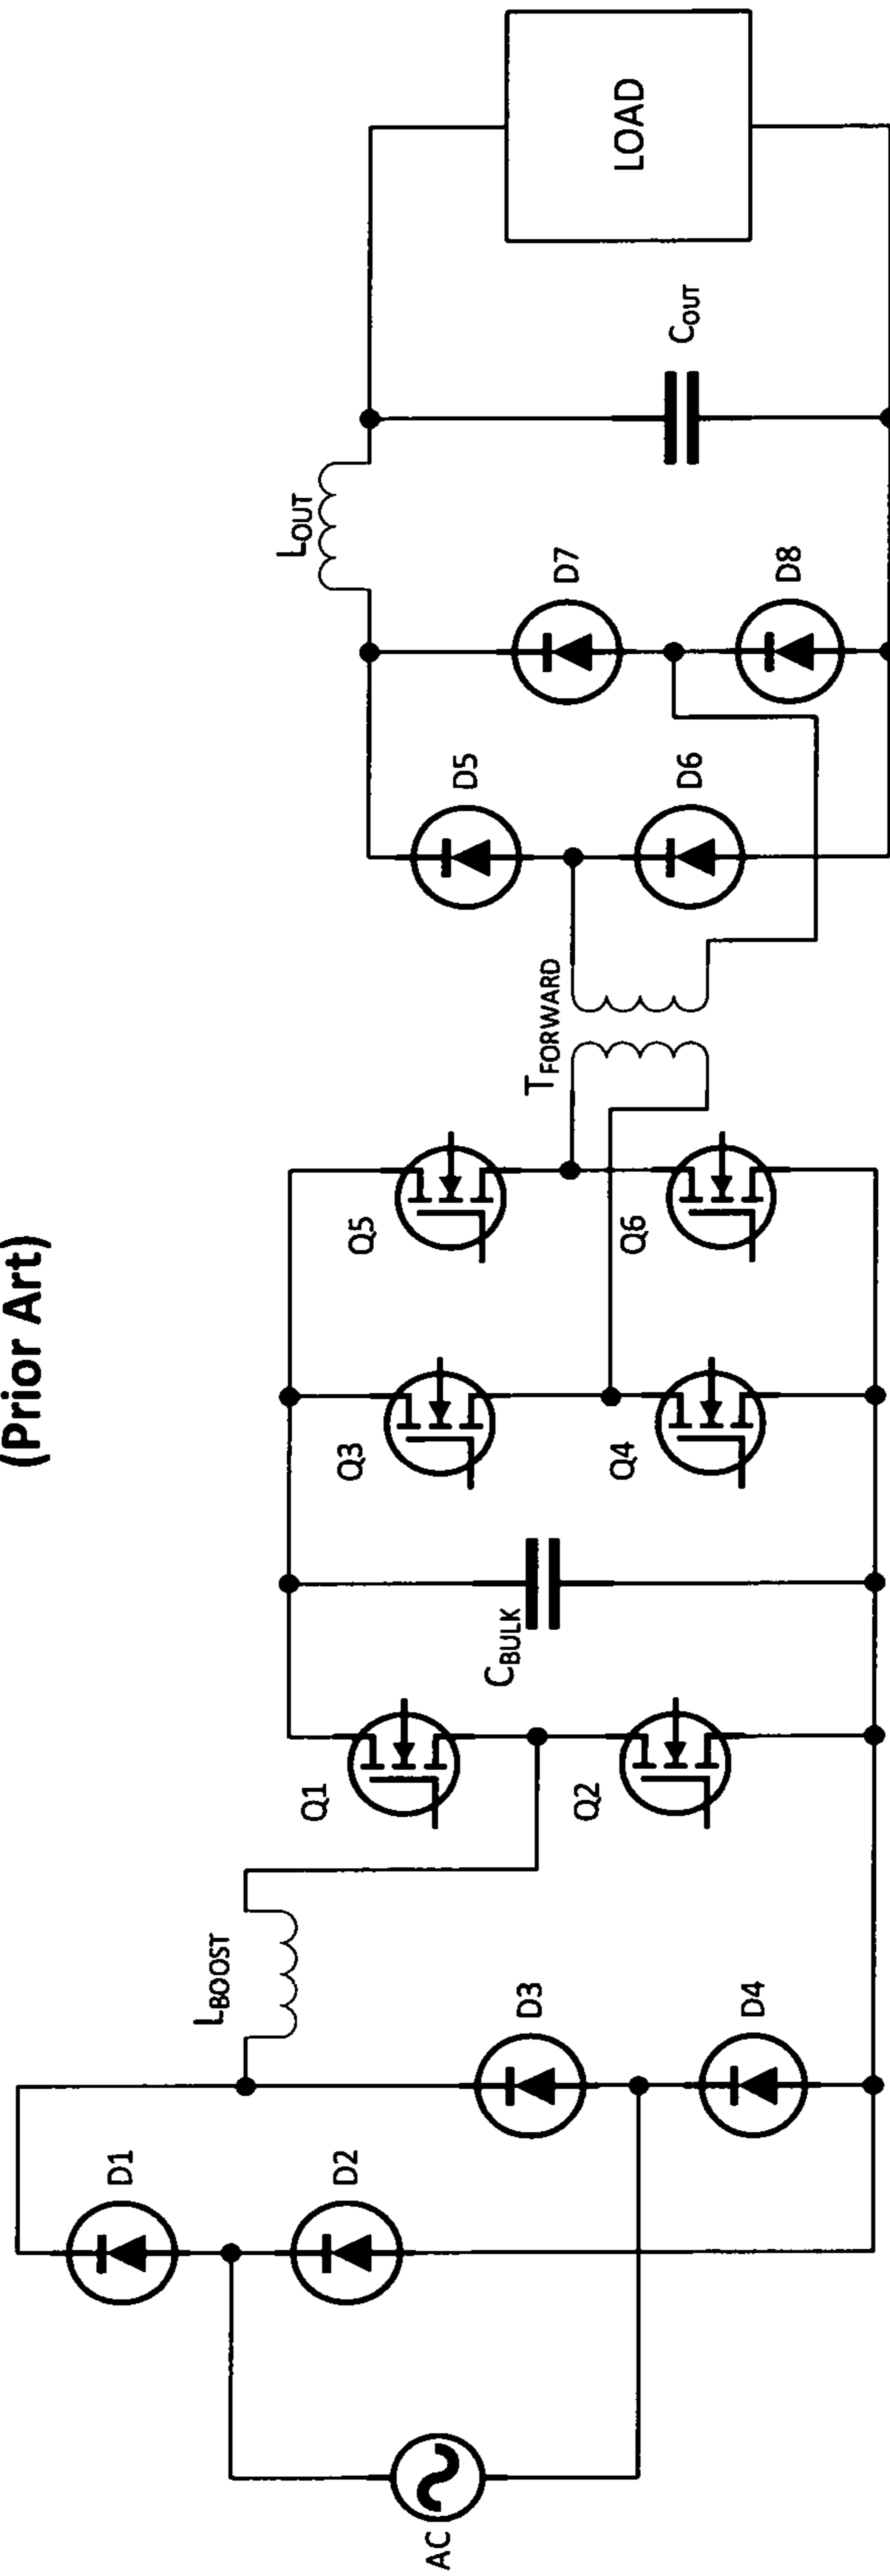 (Prior Art)
AC
D1
D2
D3
D4
LBOOST
Q1
Q2
CBULK
Q3
Q4
Q5
Q6
TFORWARD
D5
D6
D7
D8
LOUT
COUT
LOAD